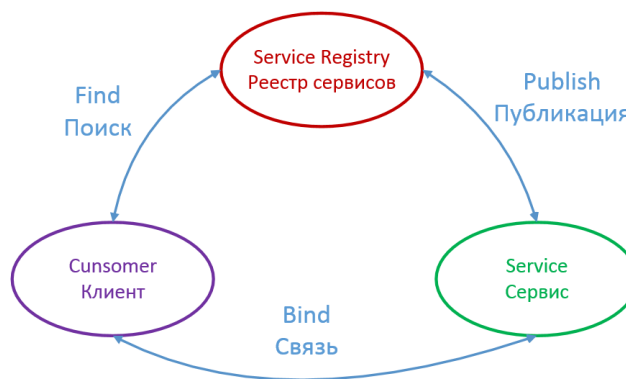 Service Registry
Реестр сервисов
Find
Поиск
Publish
Публикация
Cunsomer
Клиент
Service
Сервис
Bind
Связь